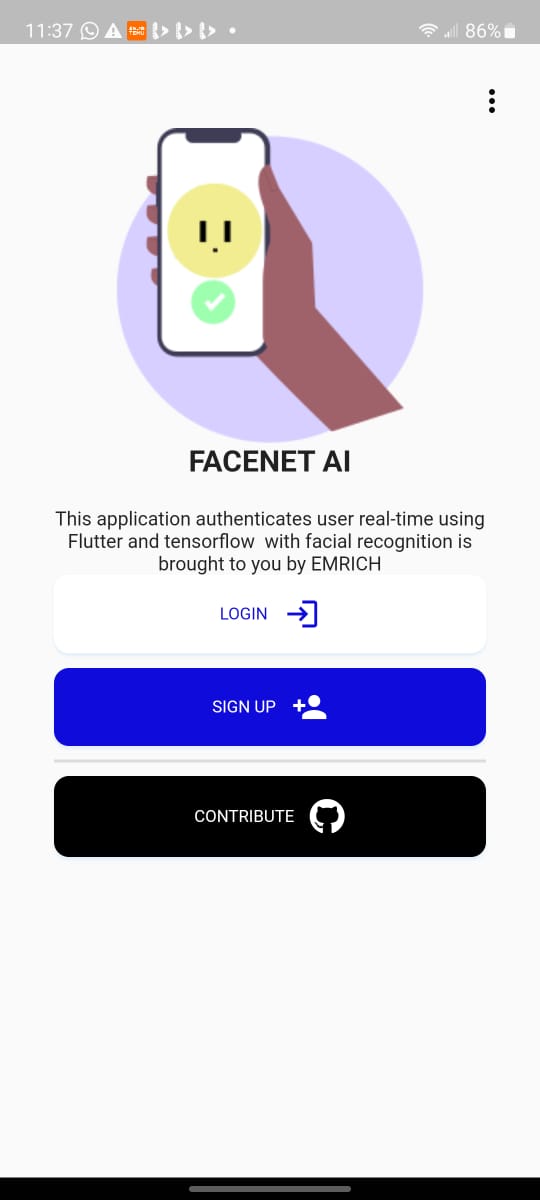 11:37 86%
FACENET AI
This application authenticates user real-time using
Flutter and tensorflow  with facial recognition is
brought to you by EMRICH
LOGIN
SIGN UP
CONTRIBUTE